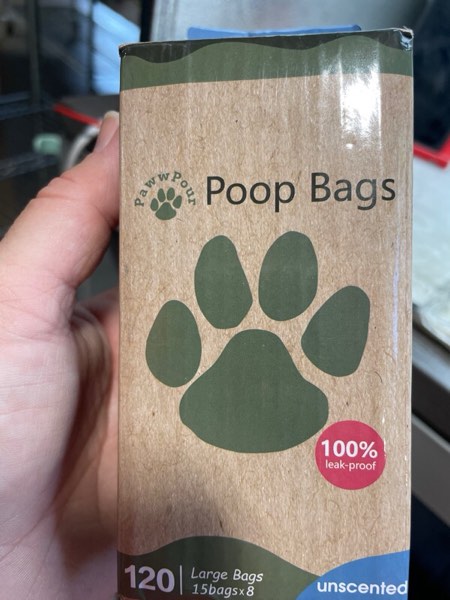 PawwPour
Poop Bags
100%
leak-proof
120
Large Bags
15bags×8
unscented